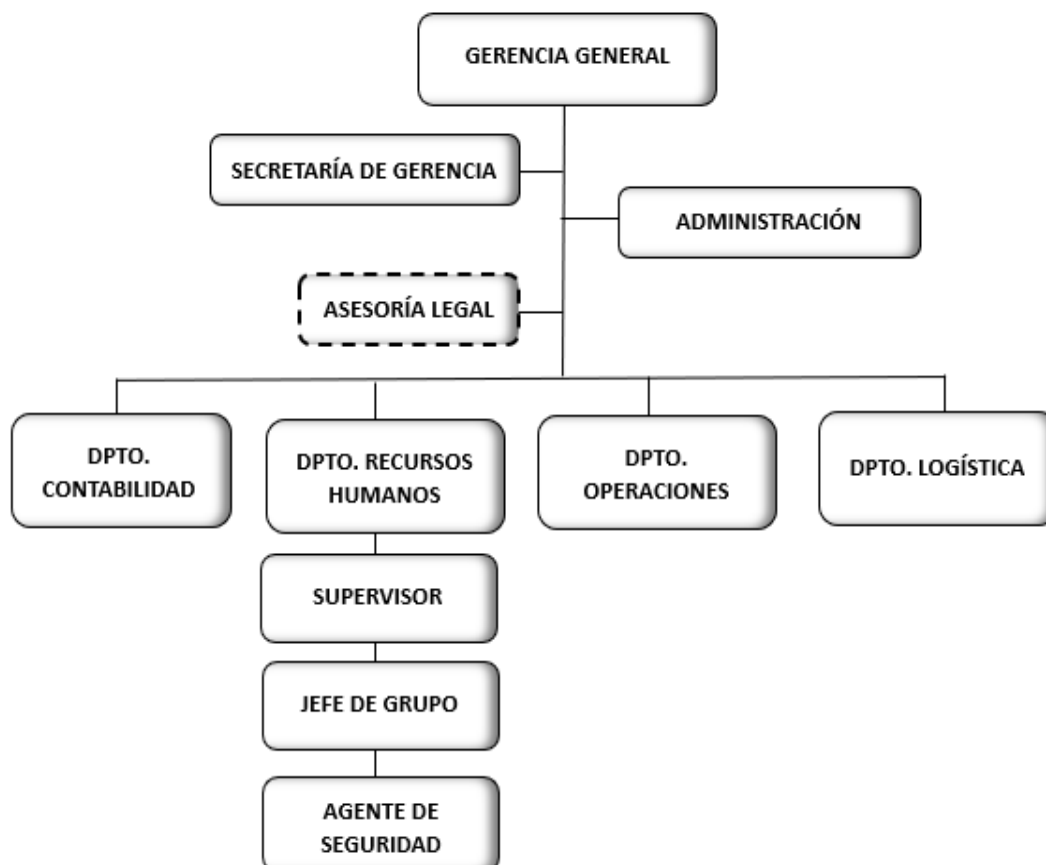 GERENCIA GENERAL
SECRETARÍA DE GERENCIA
ADMINISTRACIÓN
ASESORÍA LEGAL
DPTO.
CONTABILIDAD
DPTO. RECURSOS
HUMANOS
DPTO.
OPERACIONES
DPTO. LOGÍSTICA
SUPERVISOR
JEFE DE GRUPO
AGENTE DE
SEGURIDAD